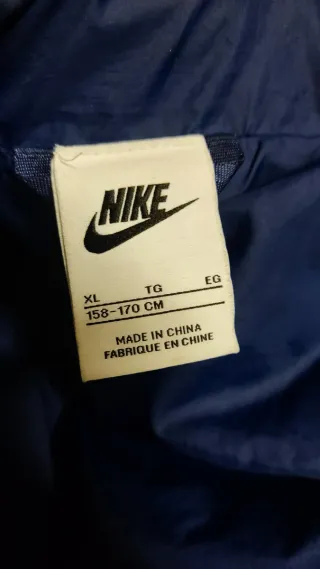 NIKE
XL TG EG
158-170 CM
MADE IN CHINA
FABRIQUE EN CHINE